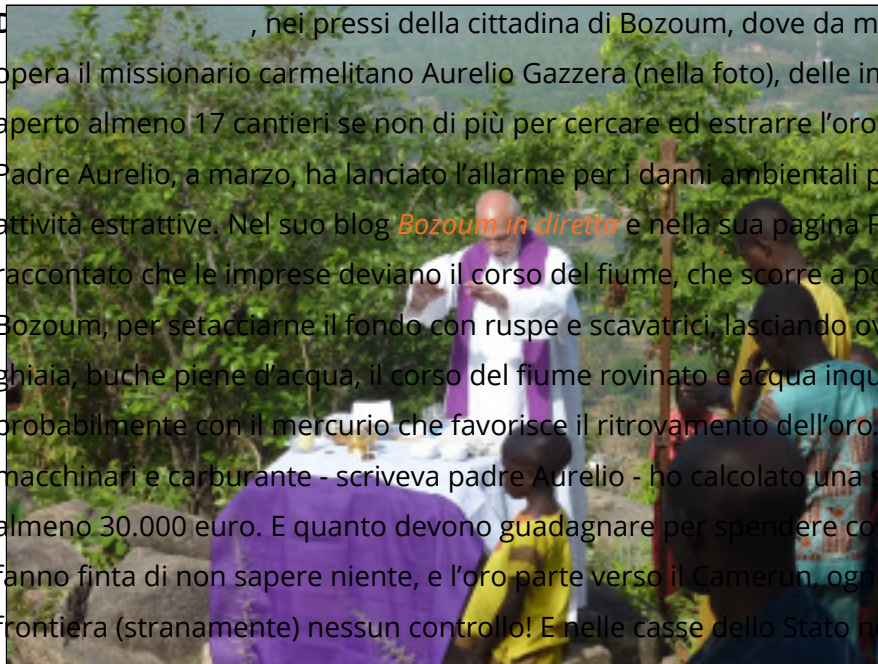 , nei pressi della cittadina di Bozoum, dove da
opera il missionario carmelitano Aurelio Gazzera (nella foto), delle
aperto almeno 17 cantieri se non di più per cercare ed estrarre l’oro
Padre Aurelio, a marzo, ha lanciato l’allarme per i danni ambientali
attività estrattive. Nel suo blog Bozoum in diretta e nella sua pagina
raccontato che le imprese deviano il corso del fiume, che scorre a
Bozoum, per setacciarne il fondo con ruspe e scavatrici, lasciando
ghiaia, buche piene d’acqua, il corso del fiume rovinato e acqua
probabilmente con il mercurio che favorisce il ritrovamento dell’oro.
macchinari e carburante - scriveva padre Aurelio - ho calcolato una
almeno 30.000 euro. E quanto devono guadagnare per spendere
fanno finta di non sapere niente, e l’oro parte verso il Camerun,
frontiera (stranamente) nessun controllo! E nelle casse dello Stato